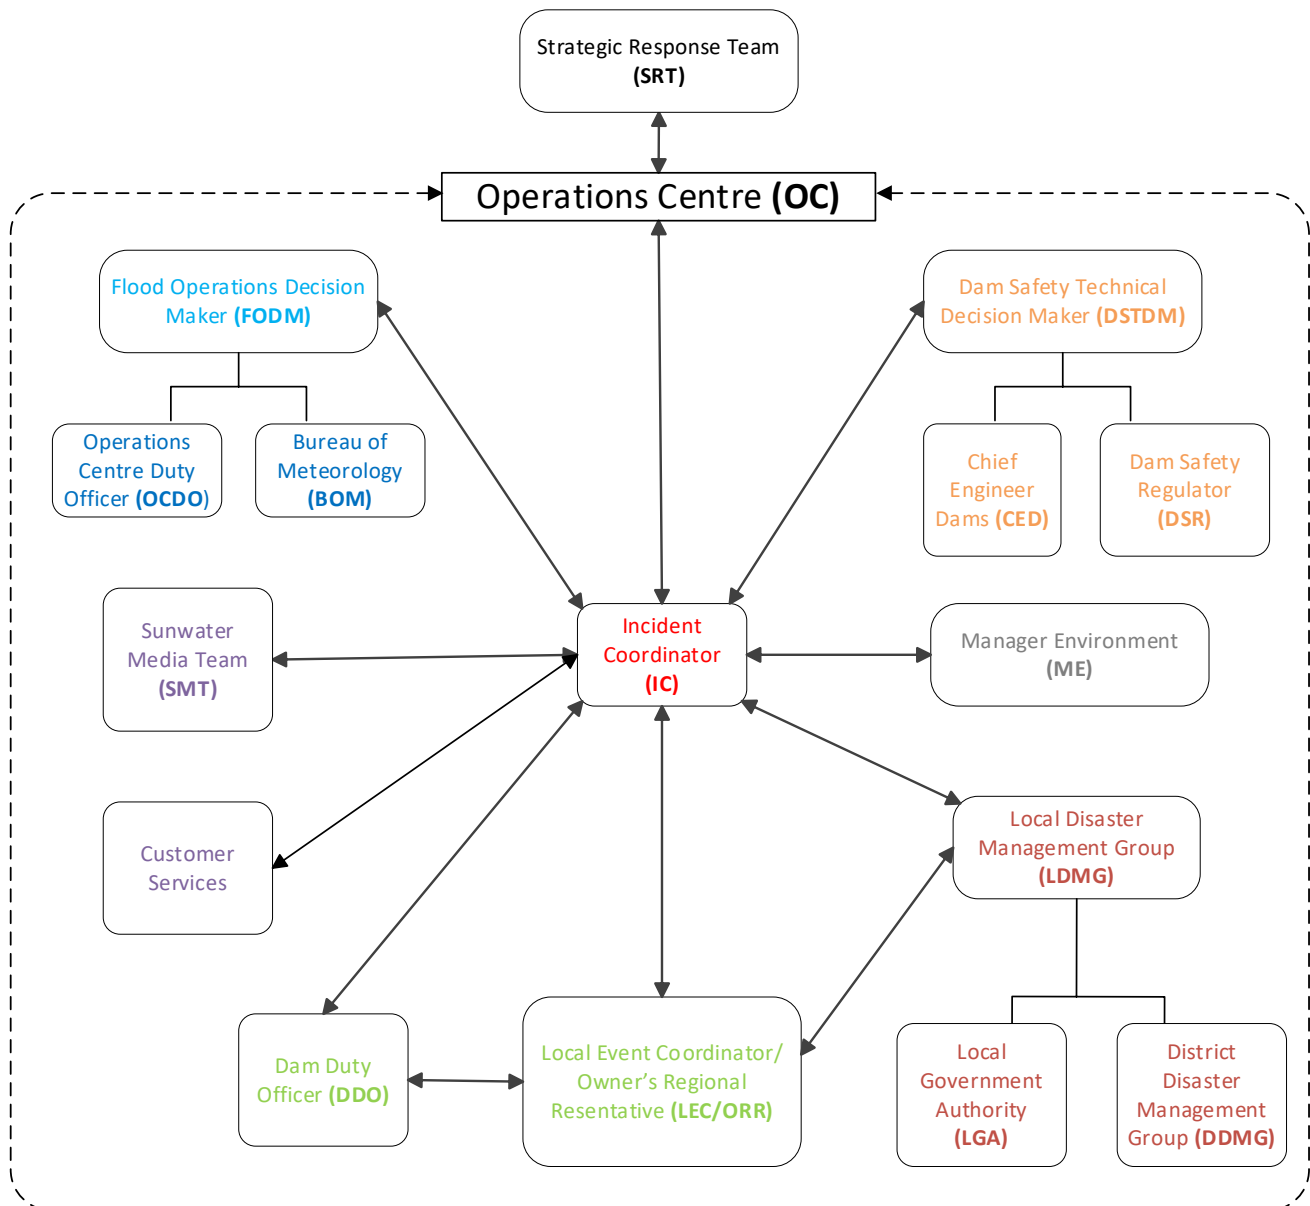 Strategic Response Team
(SRT)
Operations Centre (OC)
Flood Operations Decision
Maker (FODM)
Dam Safety Technical
Decision Maker (DSTDM)
Operations
Centre Duty
Officer (OCDO)
Bureau of
Meteorology
(BOM)
Chief
Engineer
Dams (CED)
Dam Safety
Regulator
(DSR)
Sunwater
Media Team
(SMT)
Incident
Coordinator
(IC)
Manager Environment
(ME)
Customer
Services
Local Disaster
Management Group
(LDMG)
Dam Duty
Officer (DDO)
Local Event Coordinator/
Owner’s Regional
Resentative (LEC/ORR)
Local
Government
Authority
(LGA)
District
Disaster
Management
Group (DDMG)